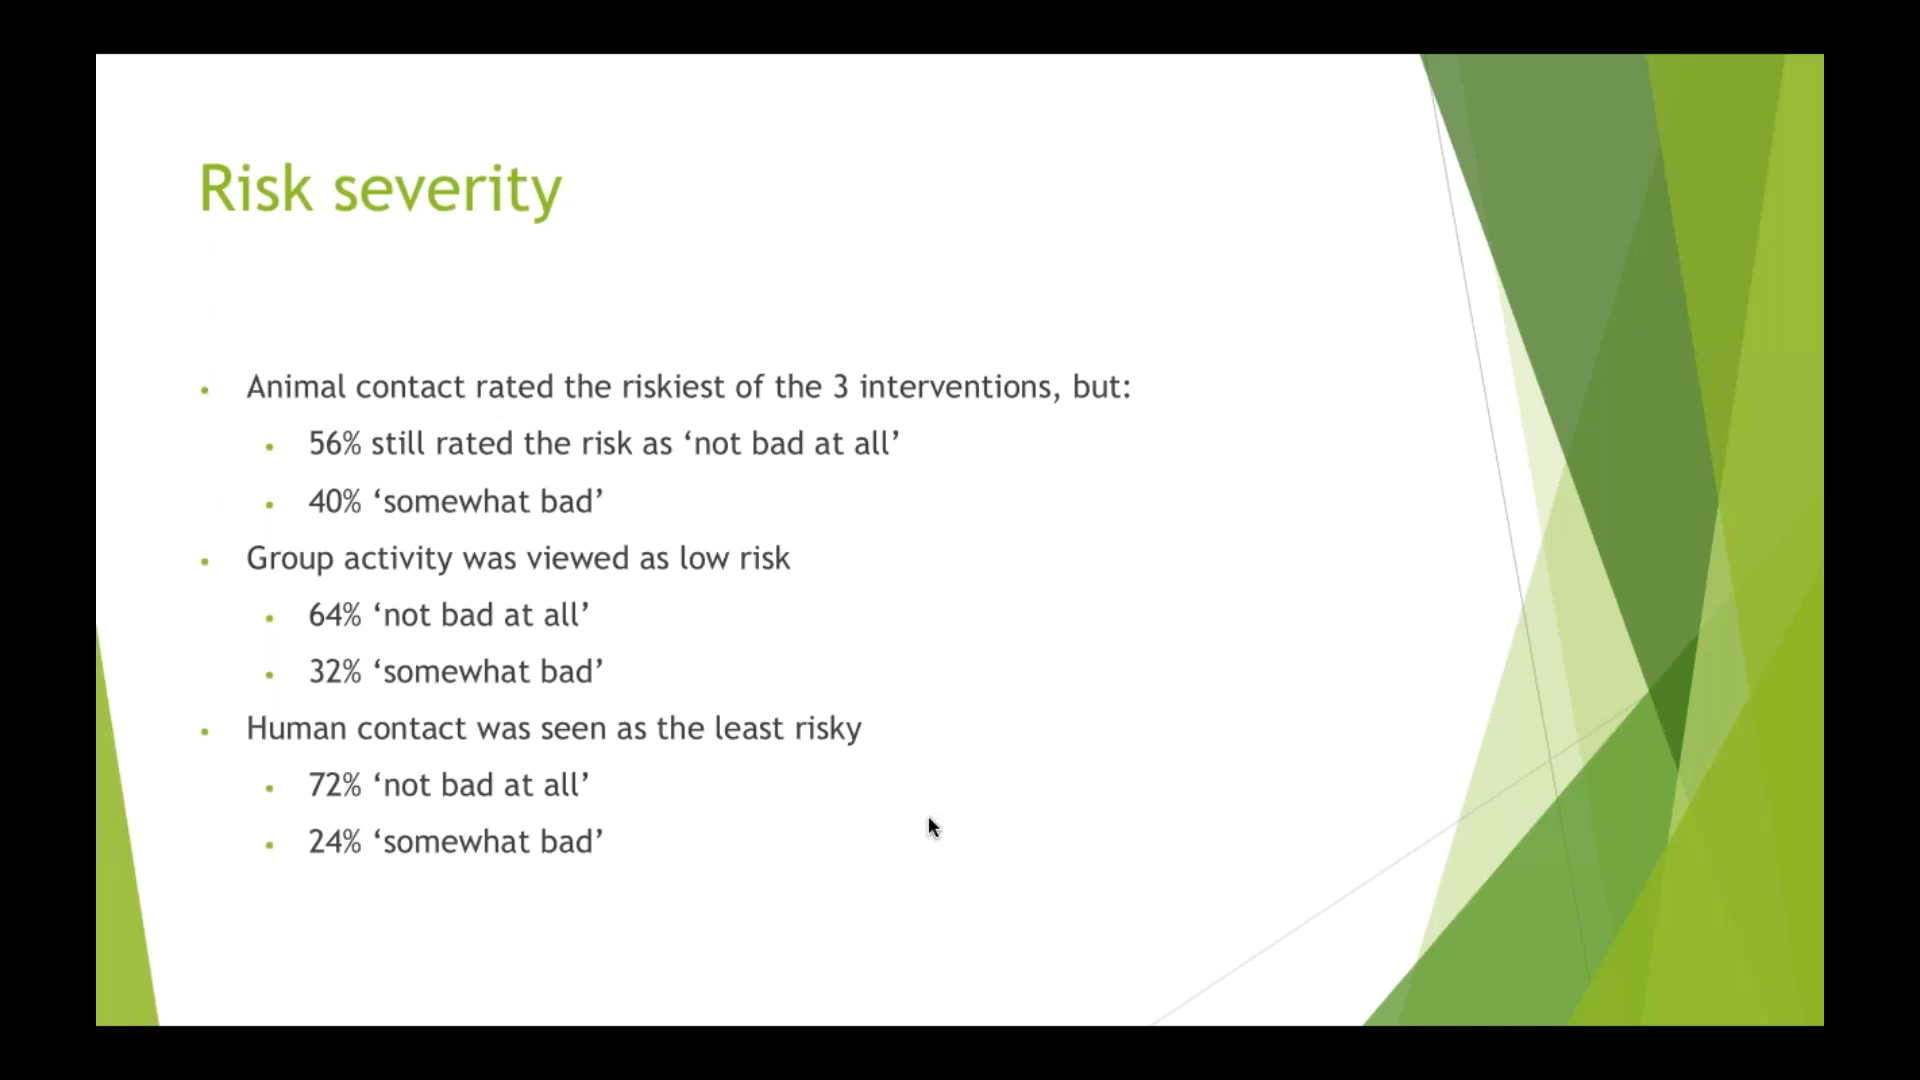 Risk severity
Animal contact rated the riskiest of the 3 interventions, but:
56% still rated the risk as ‘not bad at all’
40% ‘somewhat bad’
Group activity was viewed as low risk
64% ‘not bad at all’
32% ‘somewhat bad’
Human contact was seen as the least risky
72% ‘not bad at all’
24% ‘somewhat bad’